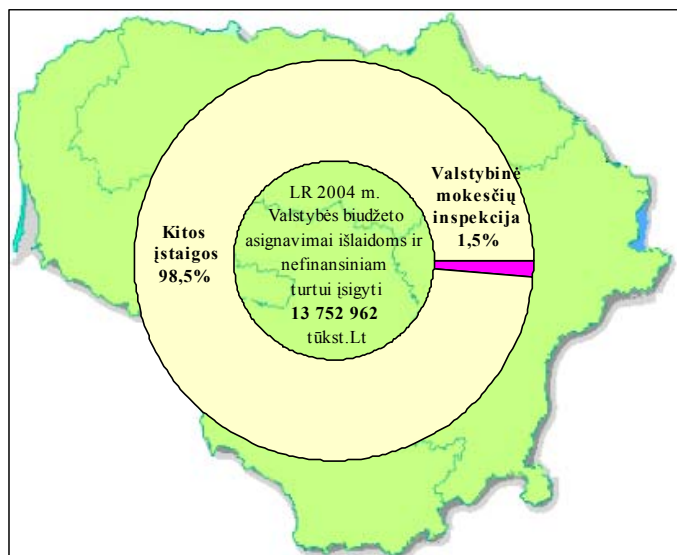 Kitos
įstaigos
98,5%
LR 2004 m.
Valstybės biudžeto
asignavimai išlaidoms ir
nefinansiniam
turtui įsigyti
13 752 962
tūkst.Lt
Valstybinė
mokesčių
inspekcija
1,5%